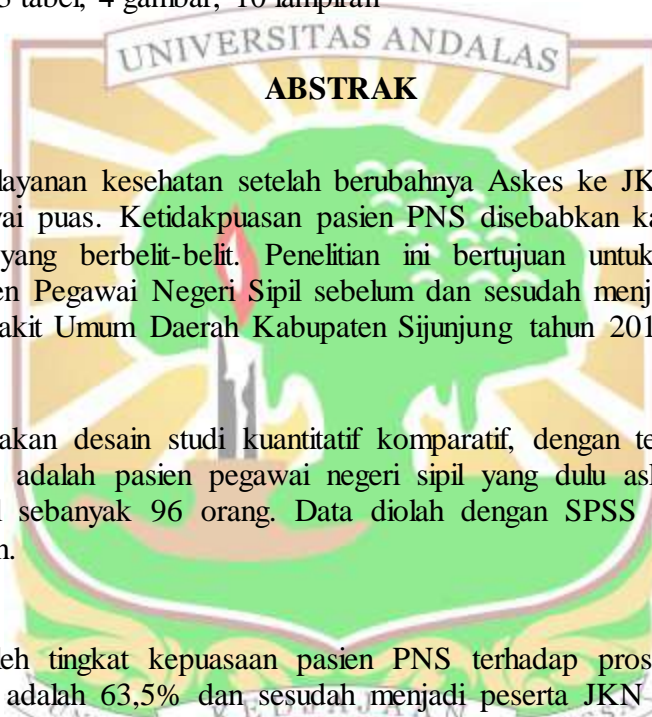 tabel, 4 gambar, 10 lampiran
UNIVERSITAS ANDALAS
ABSTRAK
layanan kesehatan setelah berubahnya Askes ke JK
wai puas. Ketidakpuasan pasien PNS disebabkan ka
yang berbelit-belit. Penelitian ini bertujuan untuk
en Pegawai Negeri Sipil sebelum dan sesudah menj
akit Umum Daerah Kabupaten Sijunjung tahun 201
akan desain studi kuantitatif komparatif, dengan te
adalah pasien pegawai negeri sipil yang dulu ask
sebanyak 96 orang. Data diolah dengan SPSS
n.
leh tingkat kepuasaan pasien PNS terhadap pros
adalah 63,5% dan sesudah menjadi peserta JKN